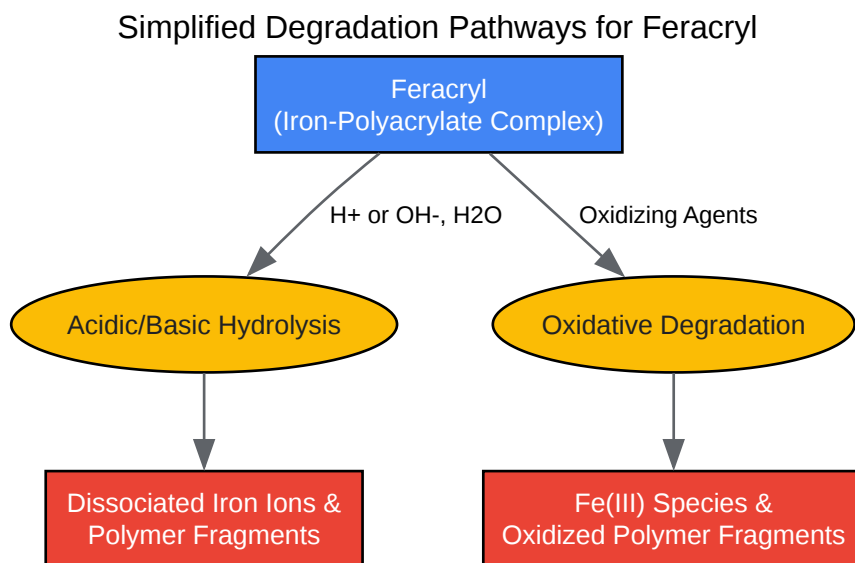 Simplified Degradation Pathways for Feracryl
Feracryl
(Iron-Polyacrylate Complex)
H+ or OH-, H2O
Oxidizing Agents
Acidic/Basic Hydrolysis
Oxidative Degradation
Dissociated Iron Ions &
Polymer Fragments
Fe(III) Species &
Oxidized Polymer Fragments